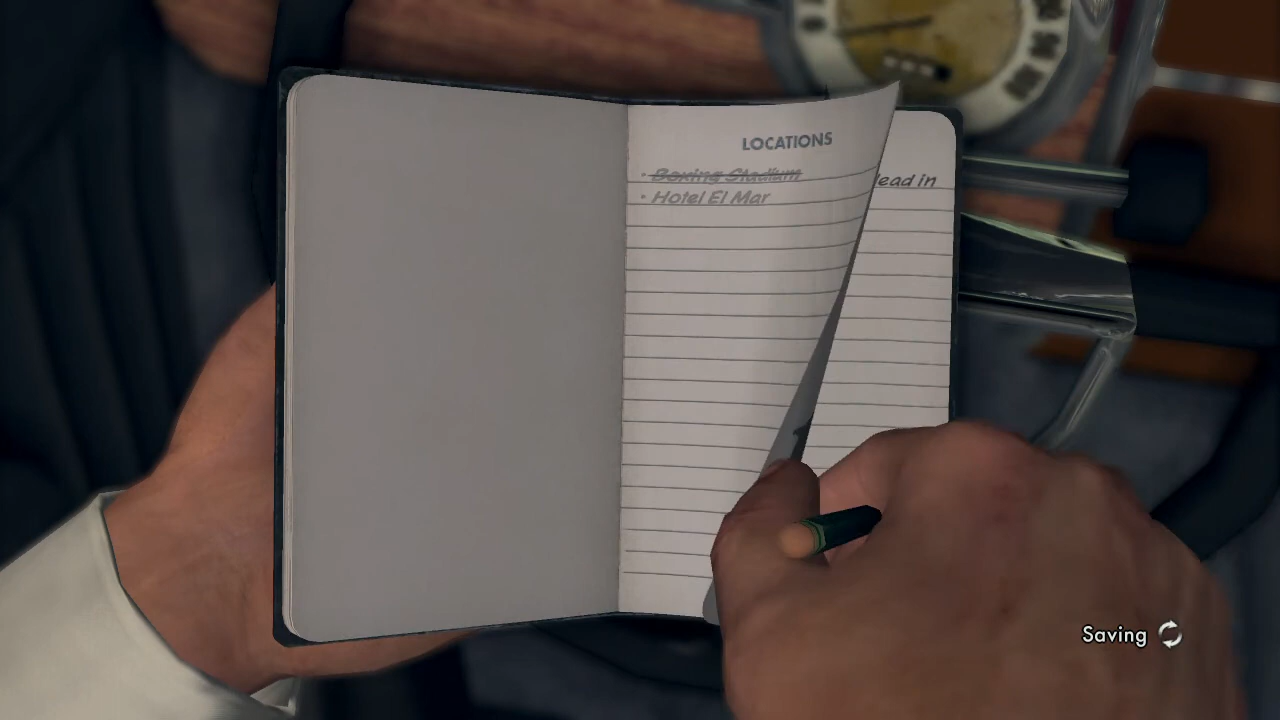 LOCATIONS
· Boxing Stadium
· Hotel El Mar
lead in
Saving